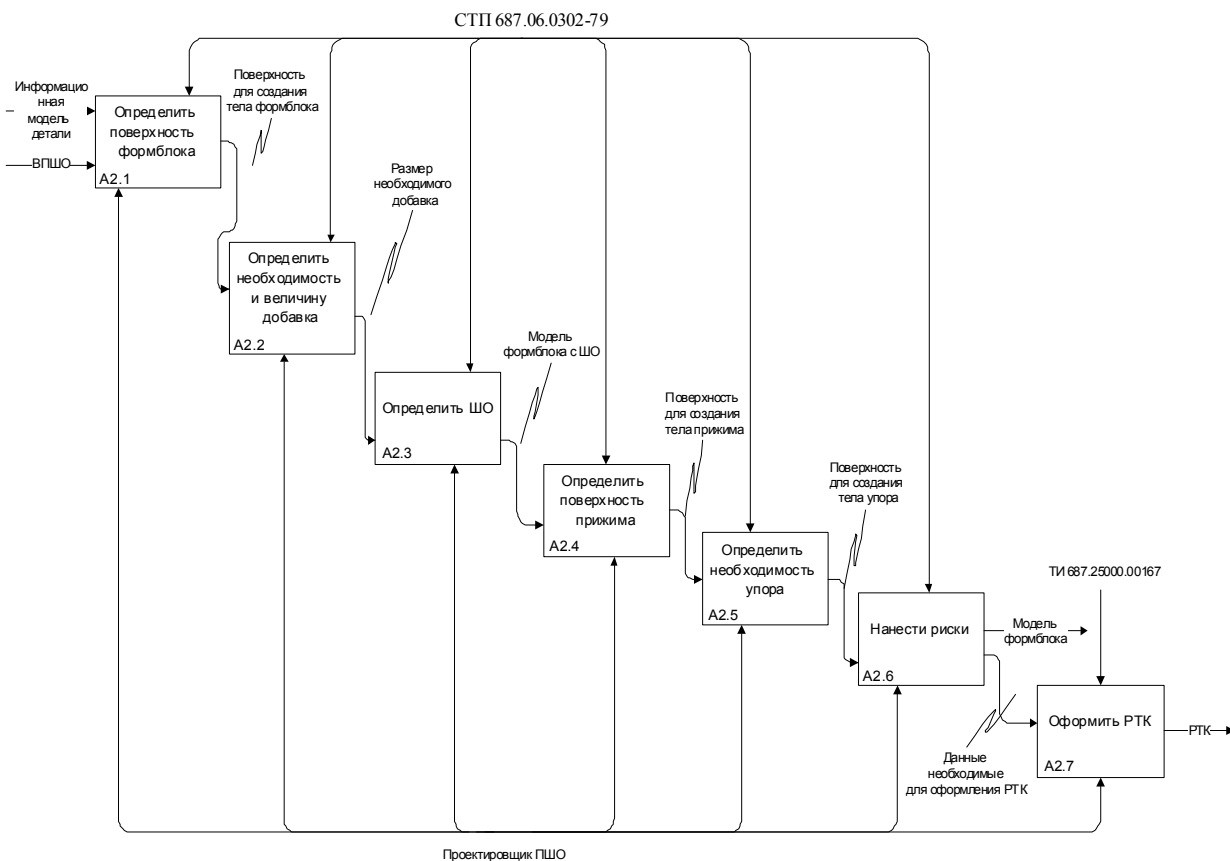 СТП 687.06.0302-79
Информацио
нная
модель
детали
ВПШО
Определить
поверхность
формблока
А2.1
Поверхность
для создания
тела формблока
Определить
необходимость
и величину
добавка
А2.2
Размер
необходимого
добавка
Определить ШО
А2.3
Модель
формблока с ШО
Определить
поверхность
прижима
А2.4
Поверхность
для создания
тела прижима
Определить
необходимость
упора
А2.5
Поверхность
для создания
тела упора
Нанести риски
А2.6
Модель
формблока
ТИ 687.25000.00167
Данные
необходимые
для оформления РТК
Оформить РТК
А2.7
РТК
Проектировщик ПШО